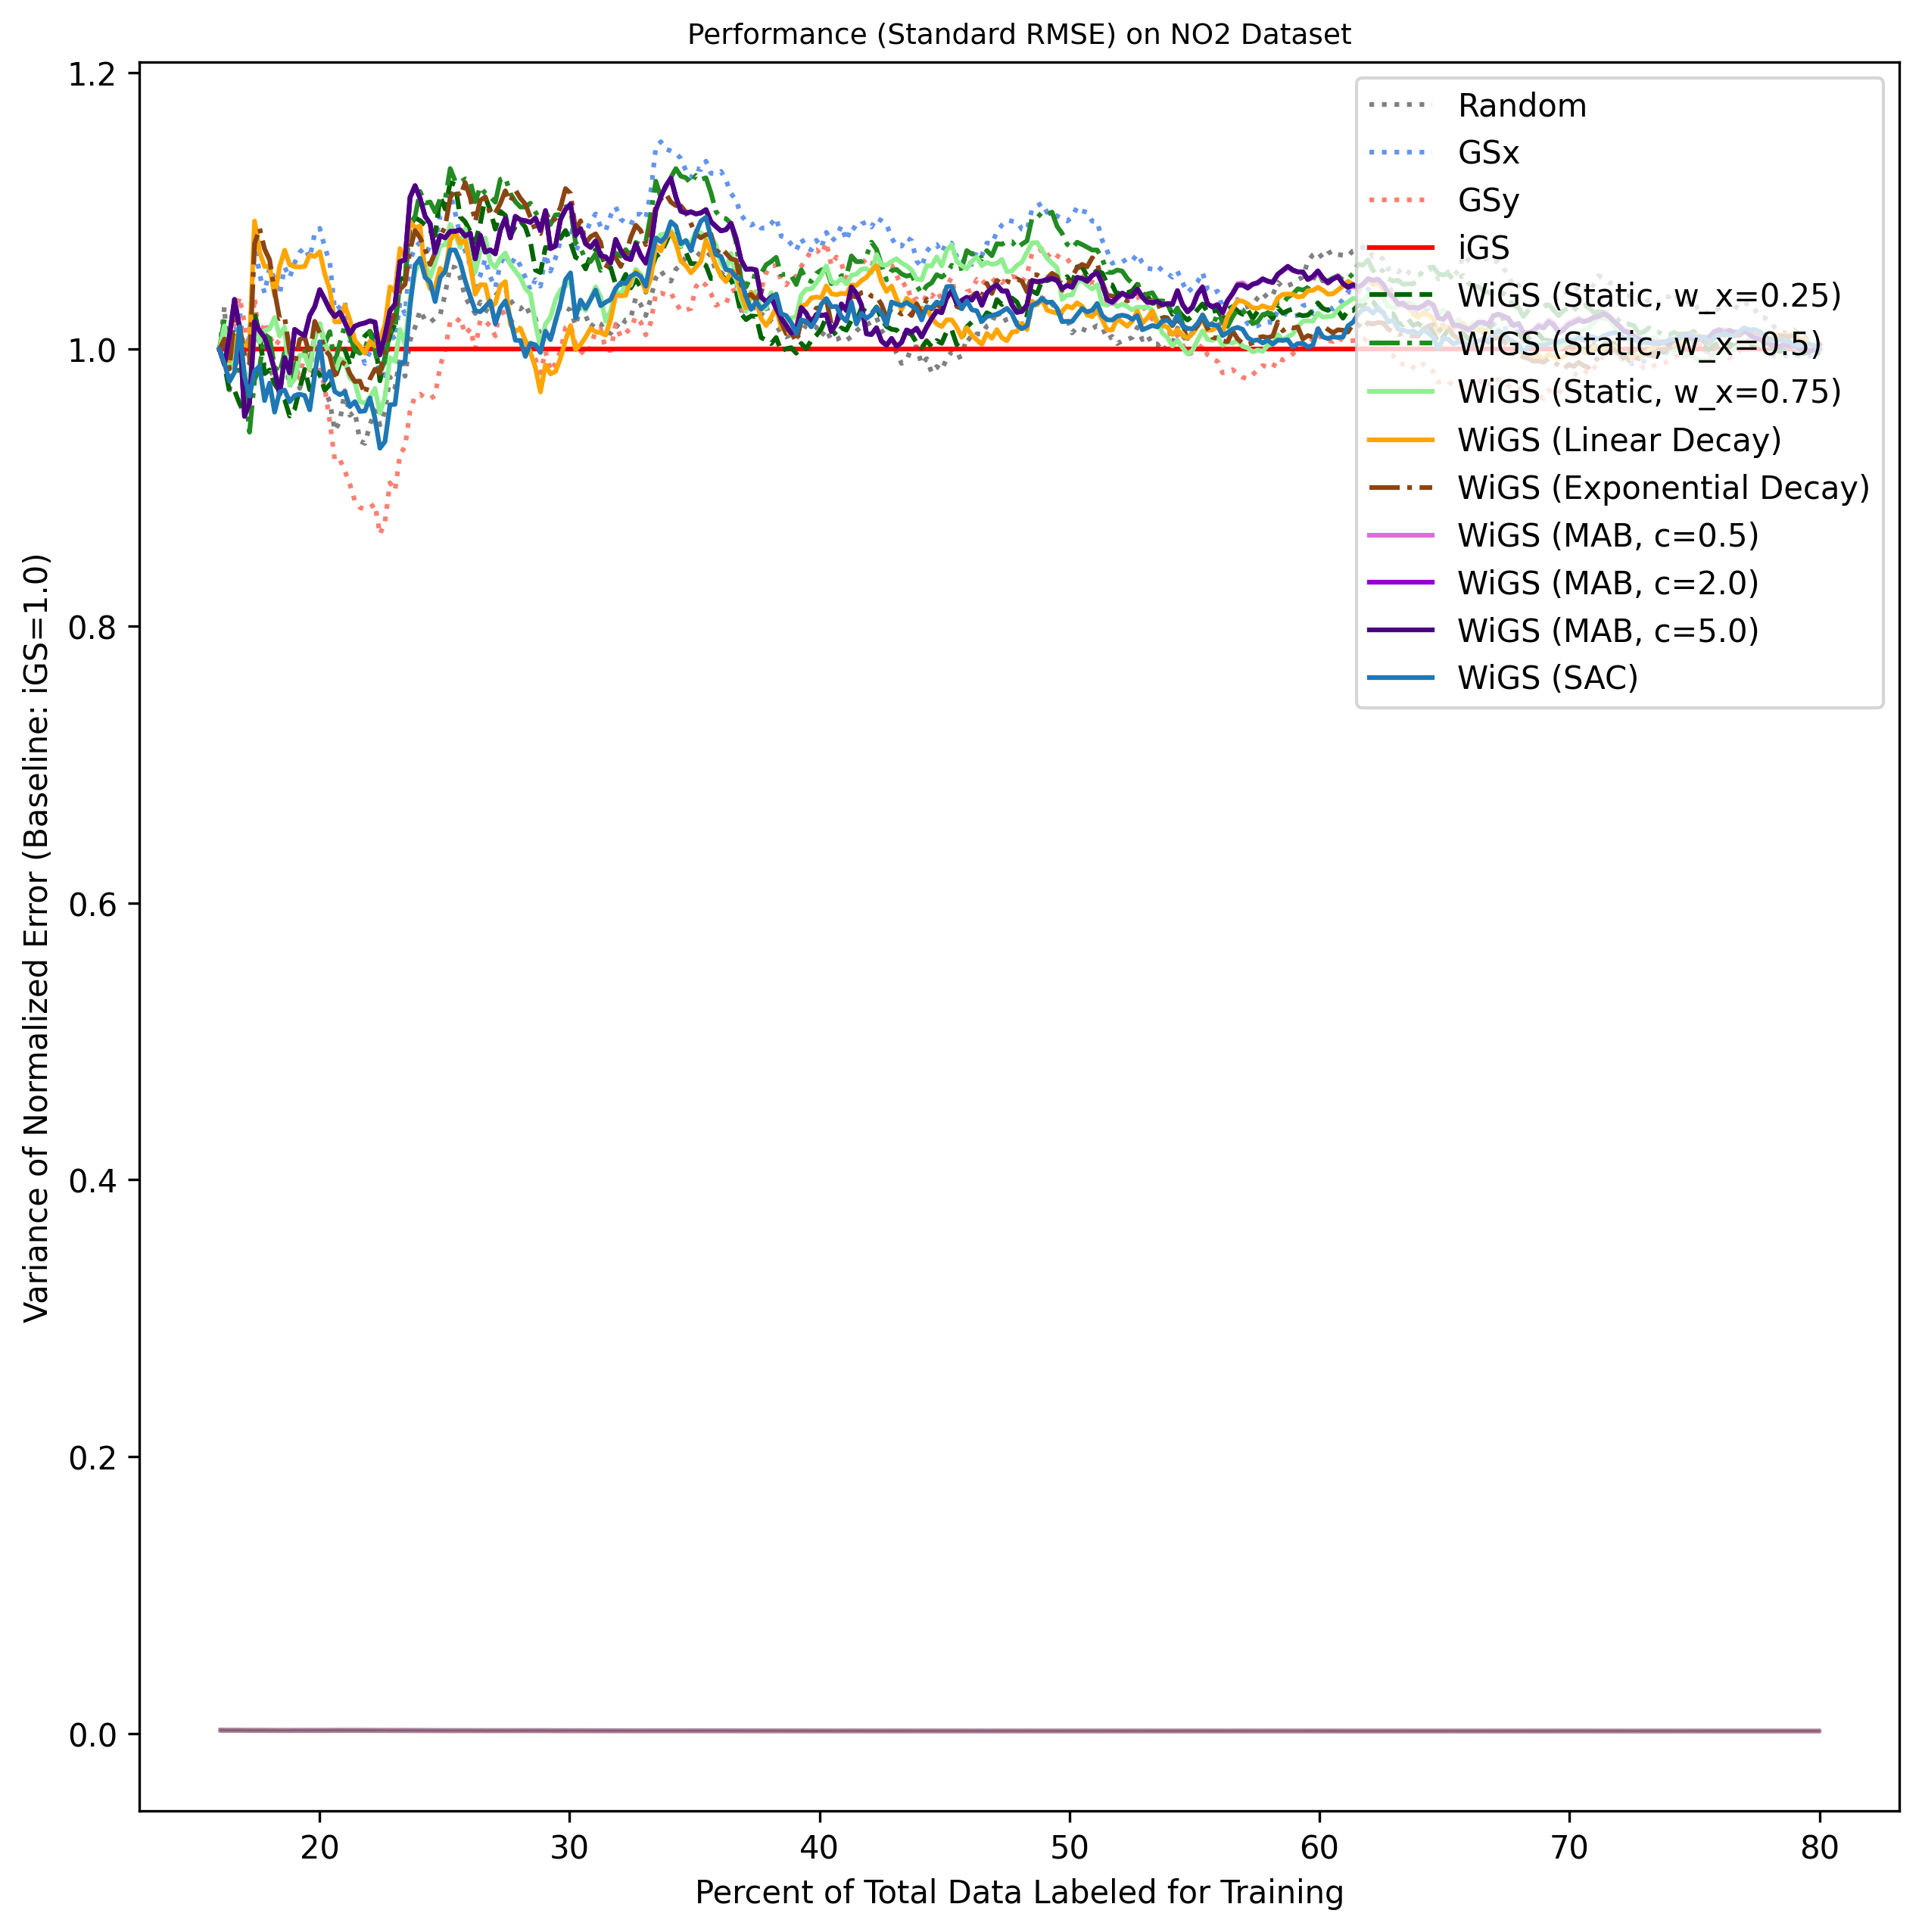 Performance (Standard RMSE) on NO2 Dataset
Variance of Normalized Error (Baseline: iGS=1.0)
1.2
1.0
0.8
0.6
0.4
0.2
0.0
Random
GSx
GSy
iGS
WiGS (Static, w_x=0.25)
WiGS (Static, w_x=0.5)
WiGS (Static, w_x=0.75)
WiGS (Linear Decay)
WiGS (Exponential Decay)
WiGS (MAB, c=0.5)
WiGS (MAB, c=2.0)
WiGS (MAB, c=5.0)
WiGS (SAC)
20 30 40 50 60 70 80
Percent of Total Data Labeled for Training